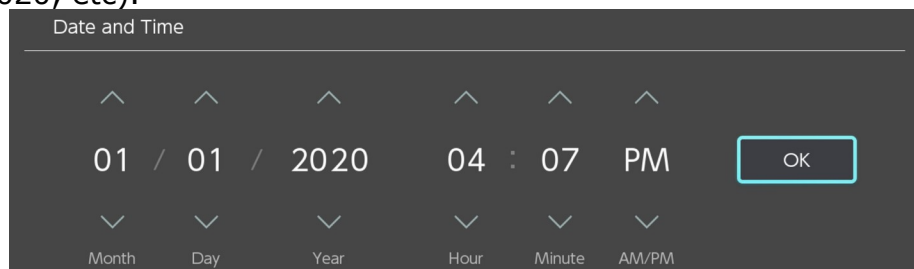 Date and Time
01 / 01 / 2020 04 : 07 PM OK
Month Day Year Hour Minute AM/PM